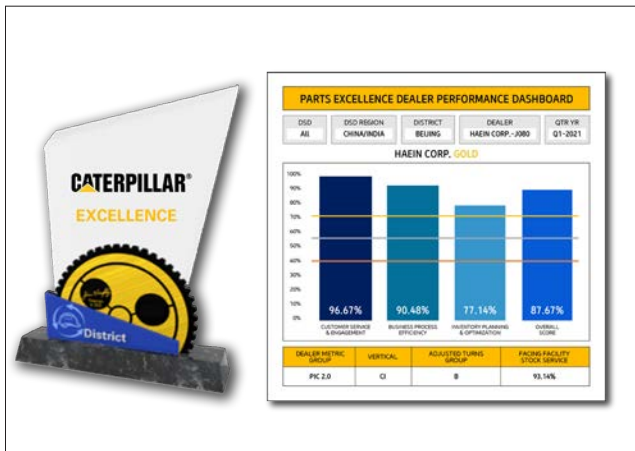 CATERPILLAR®
EXCELLENCE
District
PARTS EXCELLENCE DEALER PERFORMANCE DASHBOARD
DSD
All
DSD REGION
CHINA/INDIA
DISTRICT
BEIJING
DEALER
HAEIN CORP.-J080
QTR YR
Q1-2021
HAEIN CORP. GOLD
100%
90%
80%
70%
60%
50%
40%
30%
20%
10%
0%
96.67%
90.48%
77.14%
87.67%
CUSTOMER SERVICE
& ENGAGEMENT
BUSINESS PROCESS
EFFICIENCY
INVENTORY PLANNING
& OPTIMIZATION
OVERALL
SCORE
DEALER METRIC
GROUP
VERTICAL
ADJUSTED TURNS
GROUP
FACING FACILITY
STOCK SERVICE
PIC 2.0
CI
B
93.14%